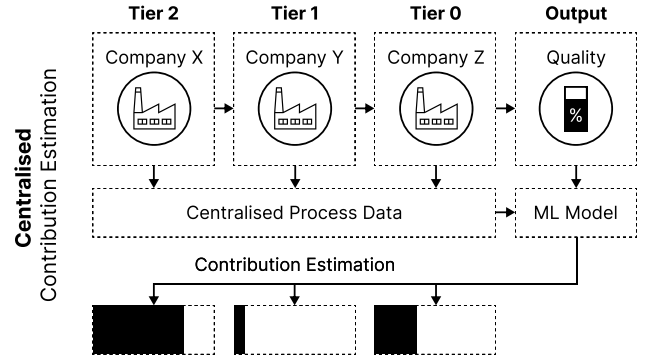 Tier 2
Tier 1
Tier 0
Output
Company X
Company Y
Company Z
Quality
%
Centralised
Contribution Estimation
Centralised Process Data
ML Model
Contribution Estimation